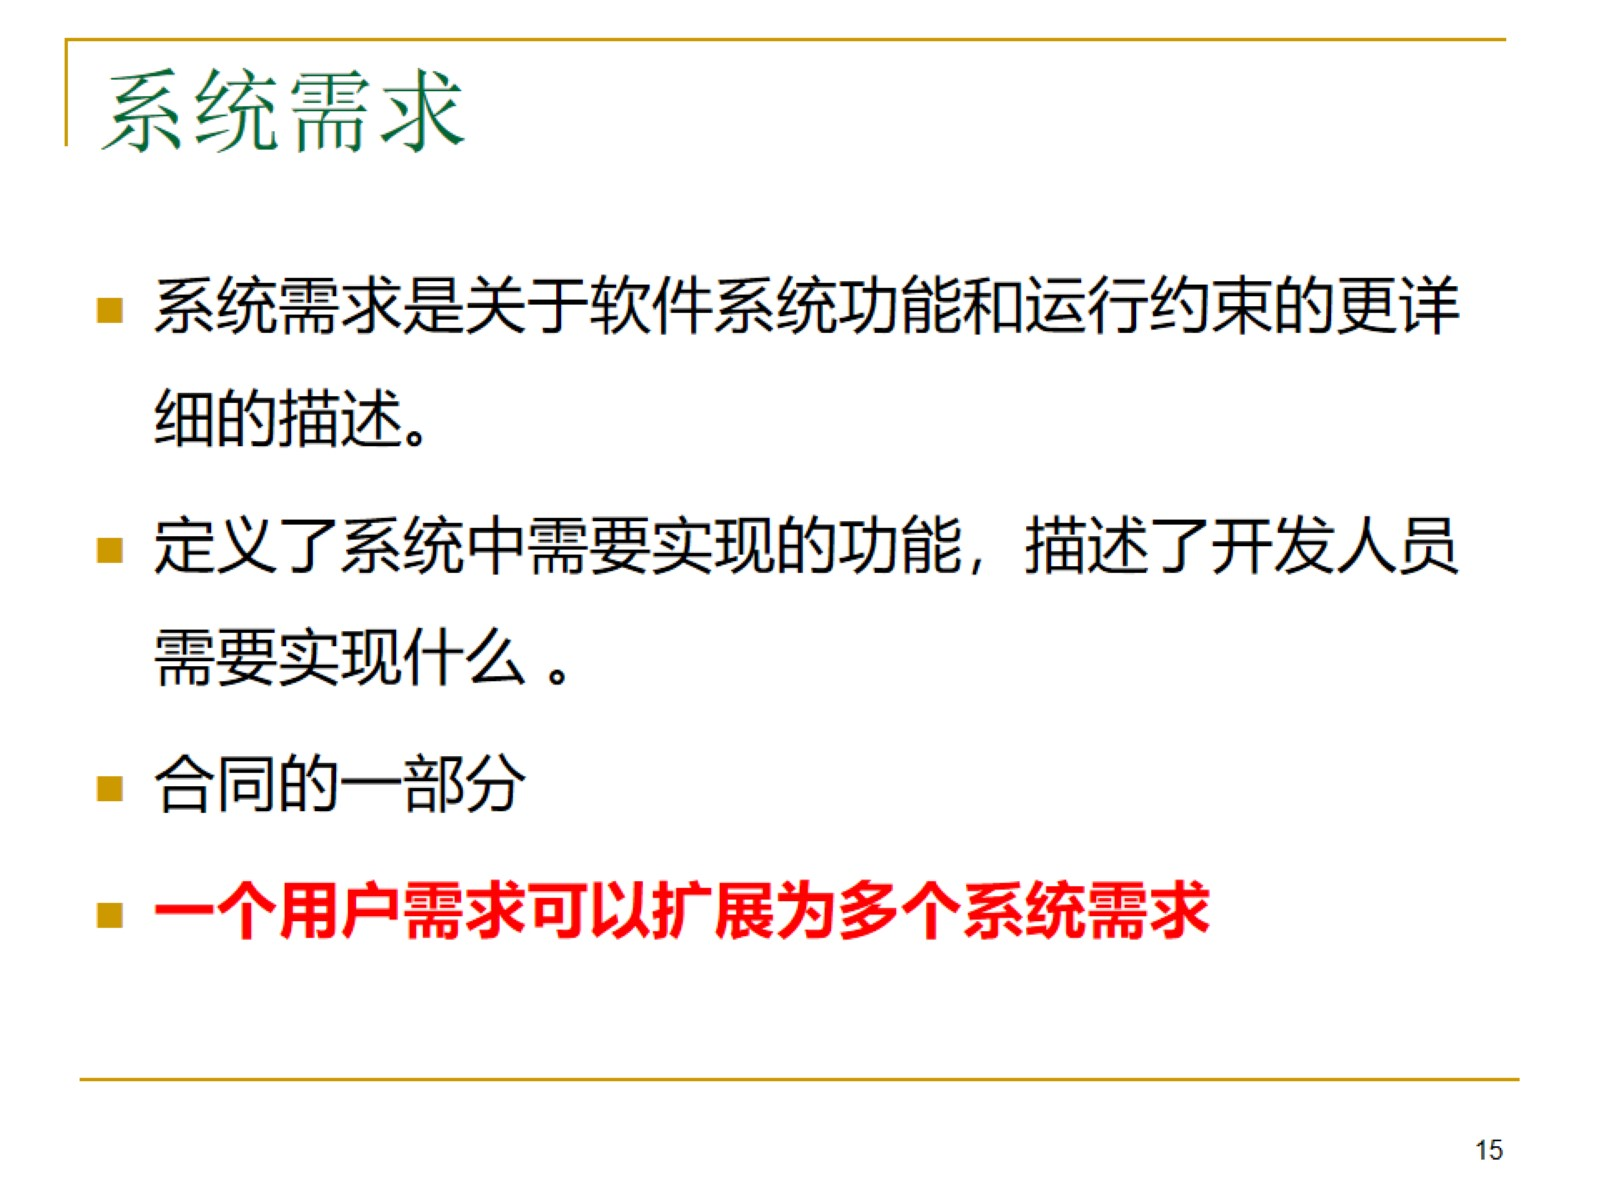 系统需求
系统需求是关于软件系统功能和运行约束的更详
细的描述。
定义了系统中需要实现的功能，描述了开发人员
需要实现什么 。
合同的一部分
一个用户需求可以扩展为多个系统需求
15